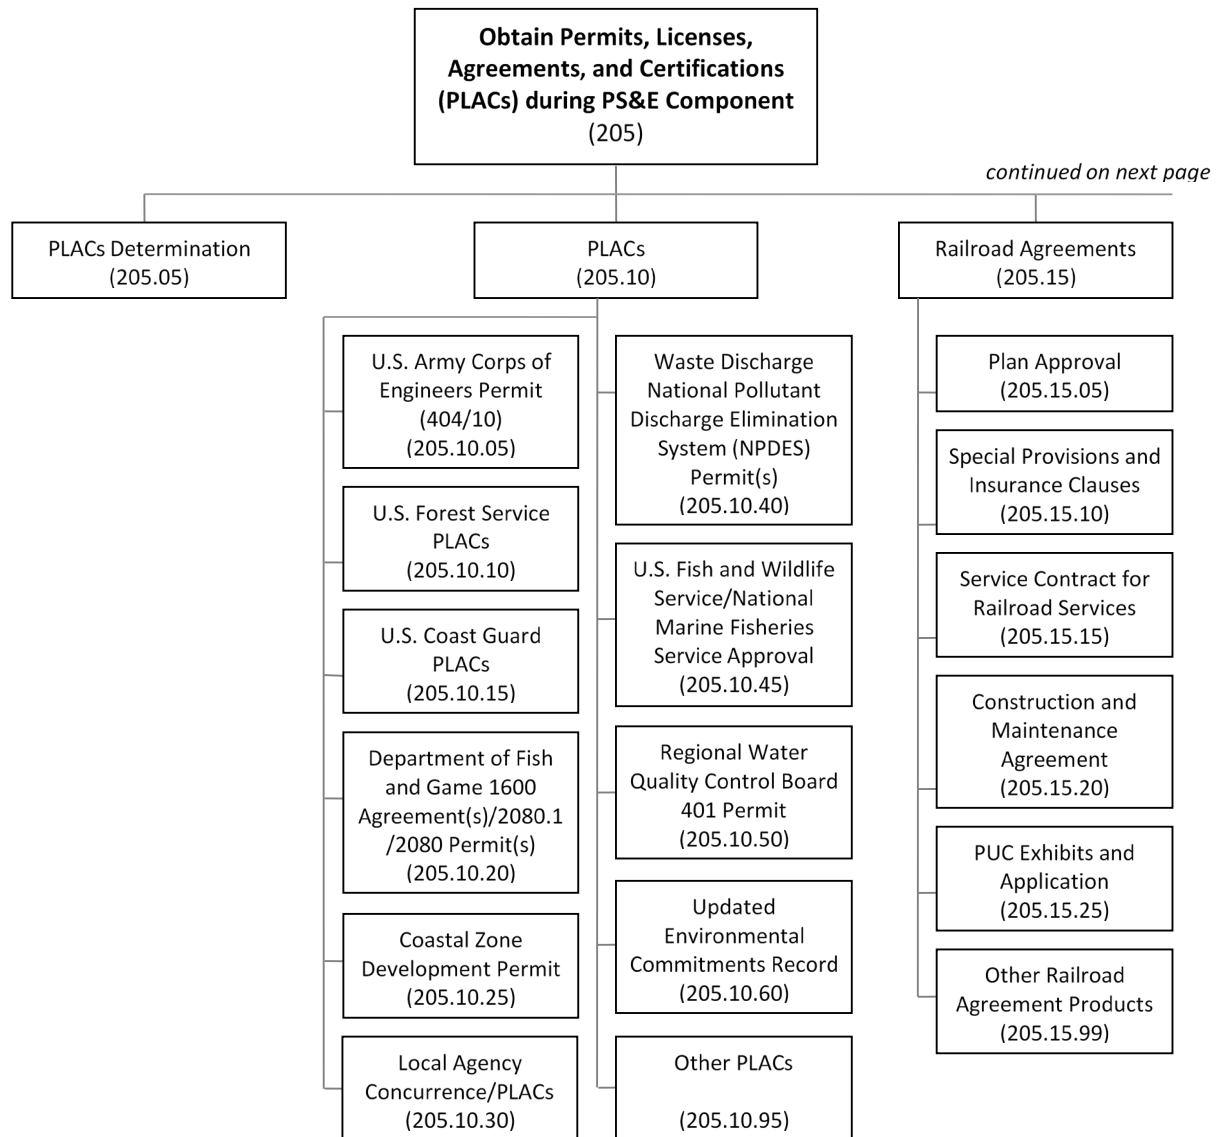 Obtain Permits, Licenses,
Agreements, and Certifications
(PLACs) during PS&E Component
(205)
continued on next page
PLACs Determination
(205.05)
PLACs
(205.10)
Railroad Agreements
(205.15)
U.S. Army Corps of
Engineers Permit
(404/10)
(205.10.05)
U.S. Forest Service
PLACs
(205.10.10)
U.S. Coast Guard
PLACs
(205.10.15)
Department of Fish
and Game 1600
Agreement(s)/2080.1
/2080 Permit(s)
(205.10.20)
Coastal Zone
Development Permit
(205.10.25)
Local Agency
Concurrence/PLACs
(205.10.30)
Waste Discharge
National Pollutant
Discharge Elimination
System (NPDES)
Permit(s)
(205.10.40)
U.S. Fish and Wildlife
Service/National
Marine Fisheries
Service Approval
(205.10.45)
Regional Water
Quality Control Board
401 Permit
(205.10.50)
Updated
Environmental
Commitments Record
(205.10.60)
Other PLACs
(205.10.95)
Plan Approval
(205.15.05)
Special Provisions and
Insurance Clauses
(205.15.10)
Service Contract for
Railroad Services
(205.15.15)
Construction and
Maintenance
Agreement
(205.15.20)
PUC Exhibits and
Application
(205.15.25)
Other Railroad
Agreement Products
(205.15.99)